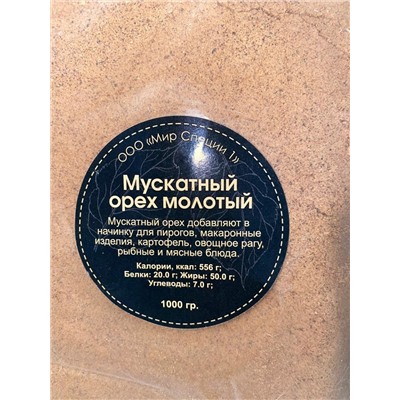 ООО «Мир Специи 1»
Мускатный
орех молотый
Мускатный орех добавляют в
начинку для пирогов, макаронные
изделия, картофель, овощное рагу,
рыбные и мясные блюда.
Калории, ккал: 556 г;
Белки: 20.0 г; Жиры: 50.0 г;
Углеводы: 7.0 г;
1000 гр.